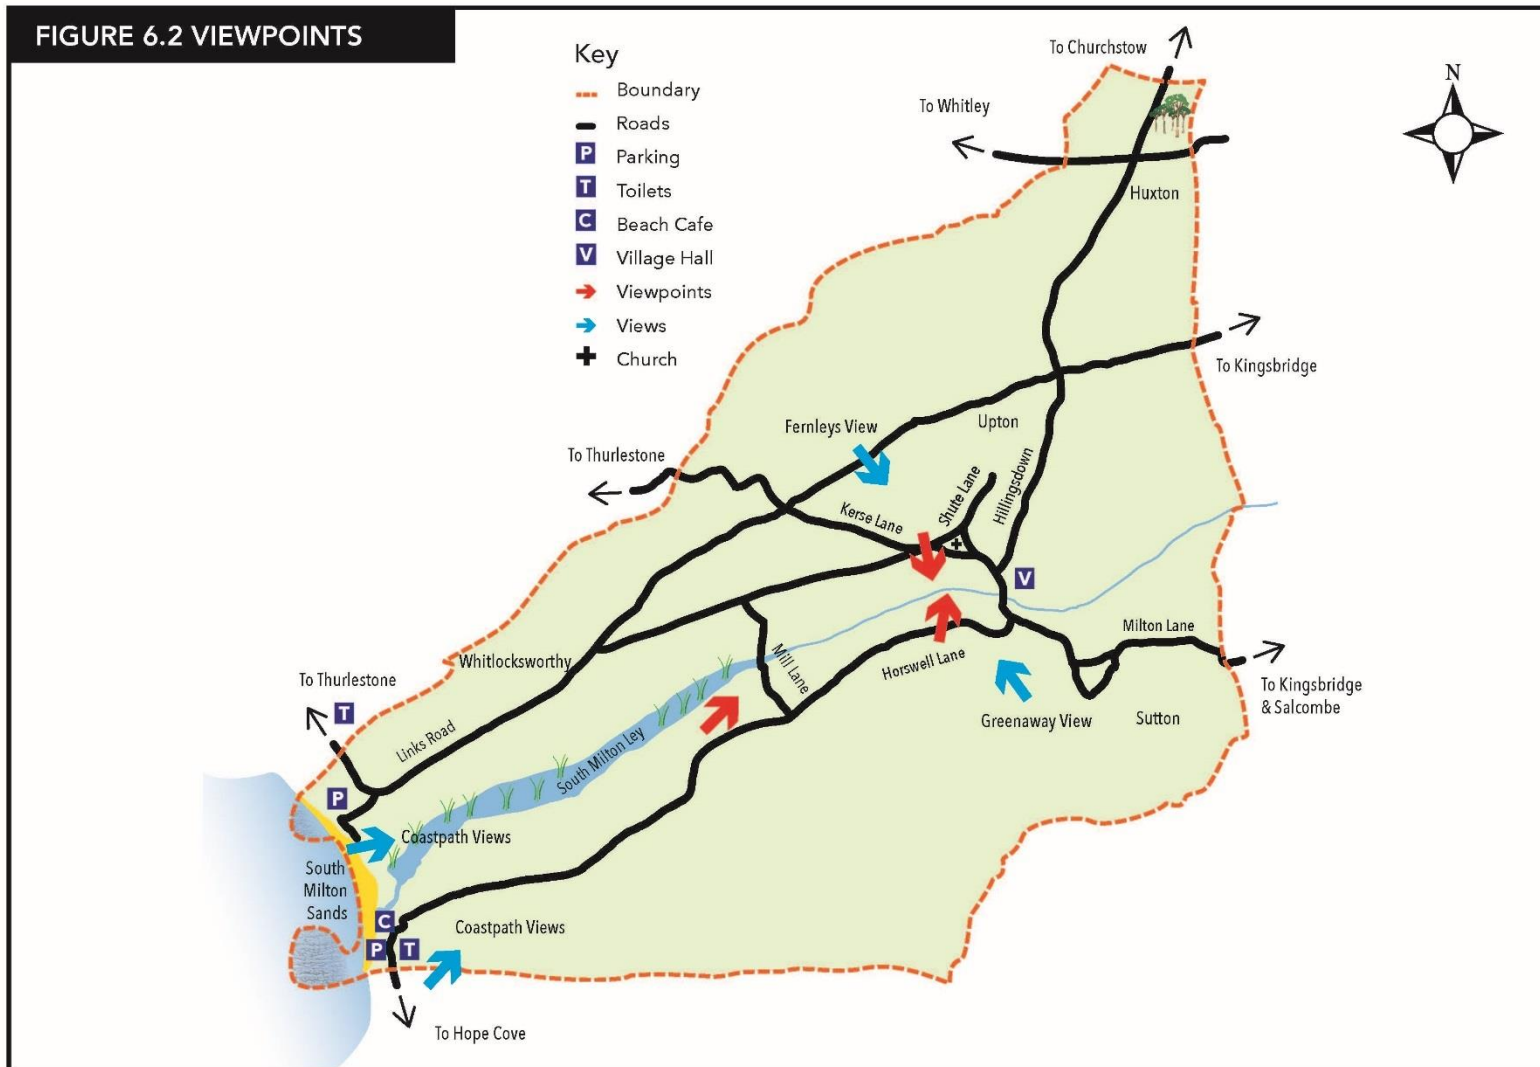 FIGURE 6.2 VIEWPOINTS
Key
Boundary
Roads
P Parking
T Toilets
C Beach Cafe
V Village Hall
Viewpoints
Views
Church
To Churchstow
N
To Whitley
Huxton
To Kingsbridge
Fernleys View
Upton
To Thurlestone
Kerse Lane
Shute Lane
Hillingsdown
V
Milton Lane
Whitlocksworthy
Mill Lane
Horswell Lane
To Thurlestone
T
To Kingsbridge
& Salcombe
Greenaway View
Sutton
Links Road
South Milton Ley
P
Coastpath Views
South
Milton
Sands
C
Coastpath Views
P
T
To Hope Cove